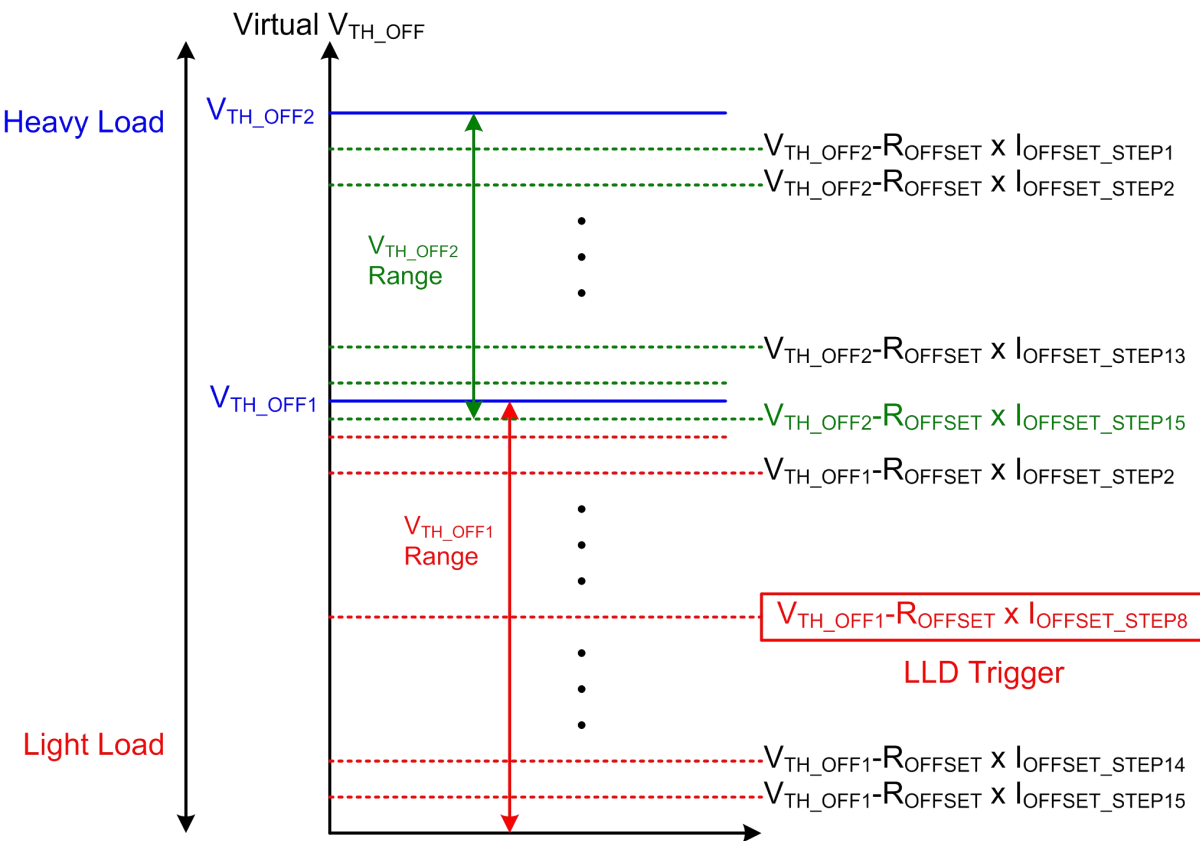 Virtual VTH_OFF
Heavy Load
VTH_OFF2
VTH_OFF2-ROFFSET x IOFFSET_STEP1
VTH_OFF2-ROFFSET x IOFFSET_STEP2
VTH_OFF2
Range
VTH_OFF2-ROFFSET x IOFFSET_STEP13
VTH_OFF1
VTH_OFF2-ROFFSET x IOFFSET_STEP15
VTH_OFF1-ROFFSET x IOFFSET_STEP2
VTH_OFF1
Range
VTH_OFF1-ROFFSET x IOFFSET_STEP8
LLD Trigger
Light Load
VTH_OFF1-ROFFSET x IOFFSET_STEP14
VTH_OFF1-ROFFSET x IOFFSET_STEP15